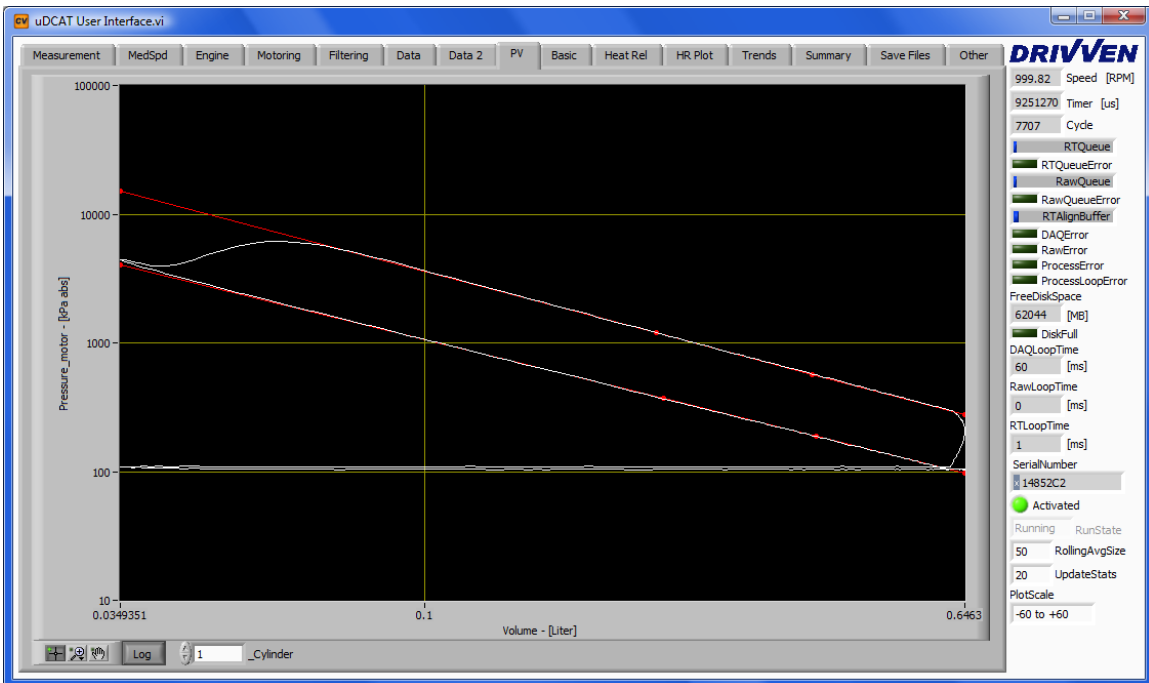 CV uDCAT User Interface.vi
Measurement MedSpd Engine Motoring Filtering Data Data 2 PV Basic Heat Rel HR Plot Trends Summary Save Files Other
DRIVVEN
999.82 Speed [RPM]
9251270 Timer [us]
7707 Cycle
RTQueue
RTQueueError
RawQueue
RawQueueError
RTAlignBuffer
DAQError
RawError
ProcessError
ProcessLoopError
FreeDiskSpace
62044 [MB]
DiskFull
DAQLoopTime
60 [ms]
RawLoopTime
0 [ms]
RTLoopTime
1 [ms]
SerialNumber
x 14852C2
Activated
Running RunState
50 RollingAvgSize
20 UpdateStats
PlotScale
-60 to +60
100000
10000
1000
100
10
Pressure_motor - [kPa abs]
0.0349351 0.1 0.6463
Volume - [Liter]
Log 1 _Cylinder